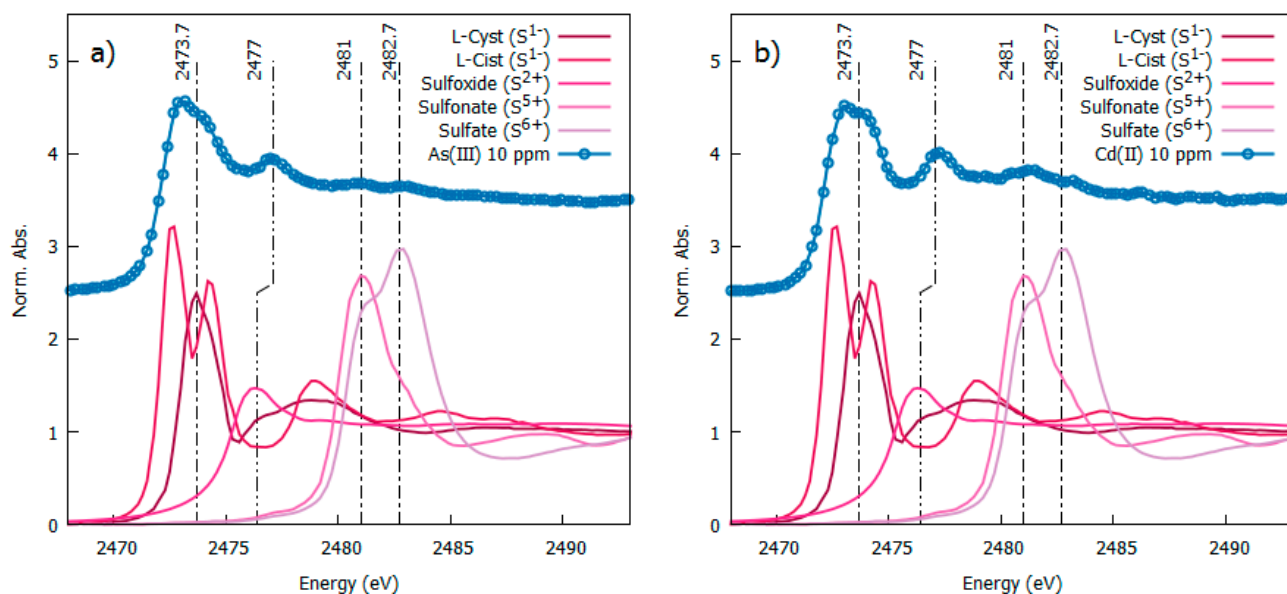 a)
2473.7
2477
2481
2482.7
L-Cyst (S1-)
L-Cist (S1-)
Sulfoxide (S2+)
Sulfonate (S5+)
Sulfate (S6+)
As(III) 10 ppm
Norm. Abs.
5
4
3
2
1
0
2470 2475 2480 2485 2490
Energy (eV)
b)
2473.7
2477
2481
2482.7
L-Cyst (S1-)
L-Cist (S1-)
Sulfoxide (S2+)
Sulfonate (S5+)
Sulfate (S6+)
Cd(II) 10 ppm
Norm. Abs.
5
4
3
2
1
0
2470 2475 2480 2485 2490
Energy (eV)